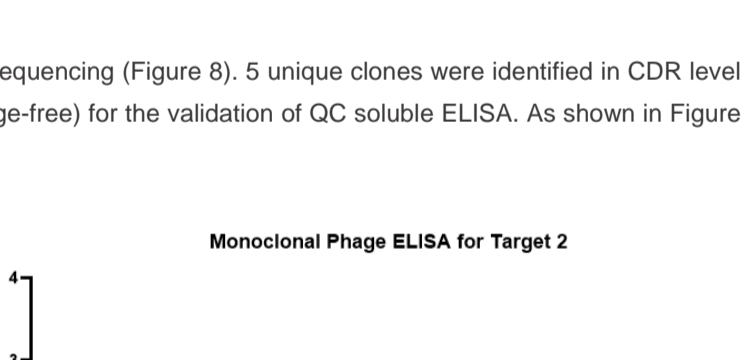 equencing (Figure 8). 5 unique clones were identified in CDR level
ge-free) for the validation of QC soluble ELISA. As shown in Figure
Monoclonal Phage ELISA for Target 2
4